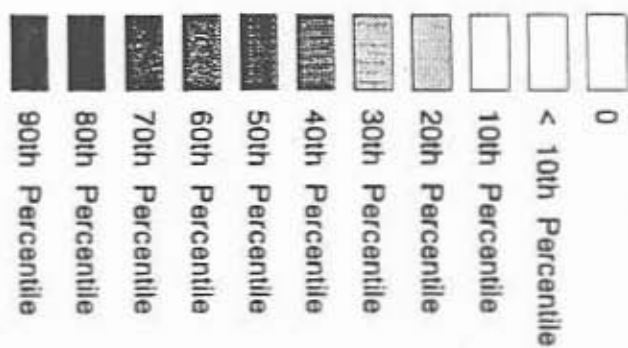 0
< 10th Percentile
10th Percentile
20th Percentile
30th Percentile
40th Percentile
50th Percentile
60th Percentile
70th Percentile
80th Percentile
90th Percentile